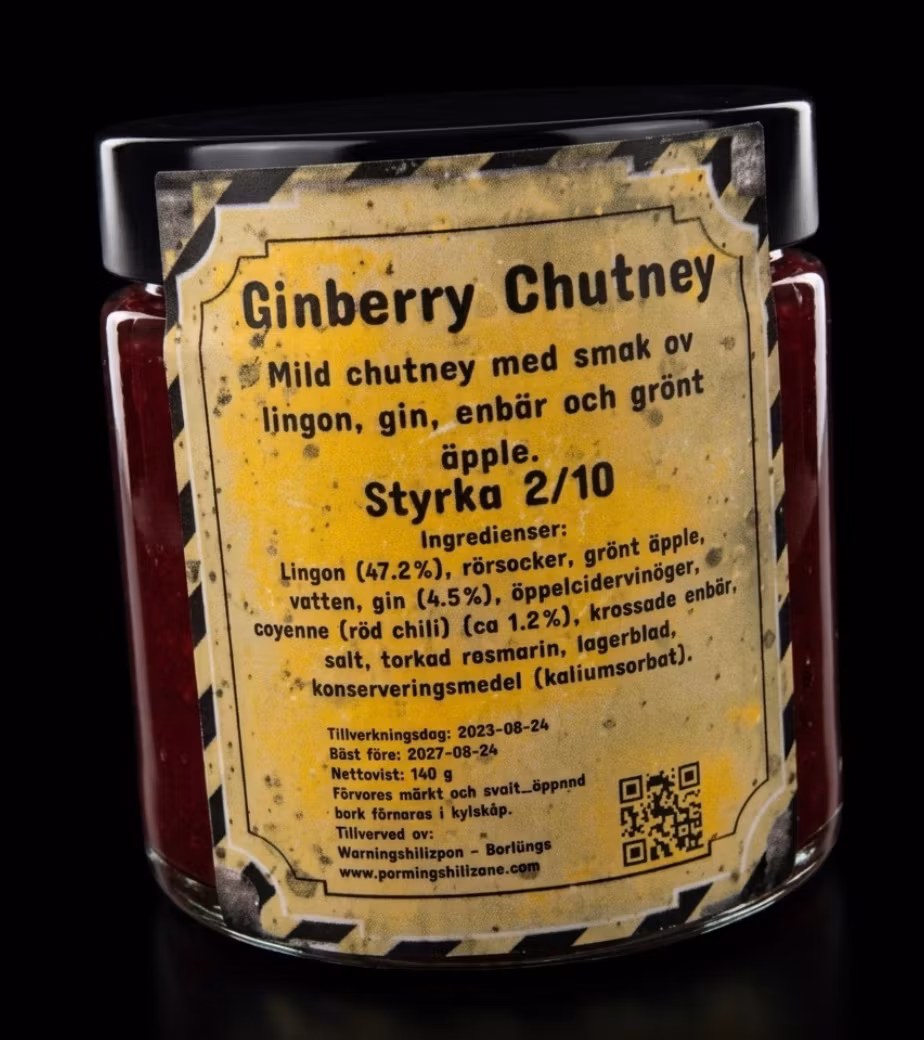 Ginberry Chutney
Mild chutney med smak ov
lingon, gin, enbär och grönt
äpple.
Styrka 2/10
Ingredienser:
Lingon (47.2%), rörsocker, grönt äpple,
vatten, gin (4.5%), öppelcidervinöger,
coyenne (röd chili) (ca 1.2%), krossade enbär,
salt, torkad rosmarin, lagerblad,
konserveringsmedel (kaliumsorbat).
Tillverkningsdag: 2023-08-24
Bäst före: 2027-08-24
Nettovist: 140 g
Förvores märkt och svait_öppnnd
bork förnaras i kylskåp.
Tillverved ov:
Warningshilizpon - Borlüngs
www.pormingshilizane.com